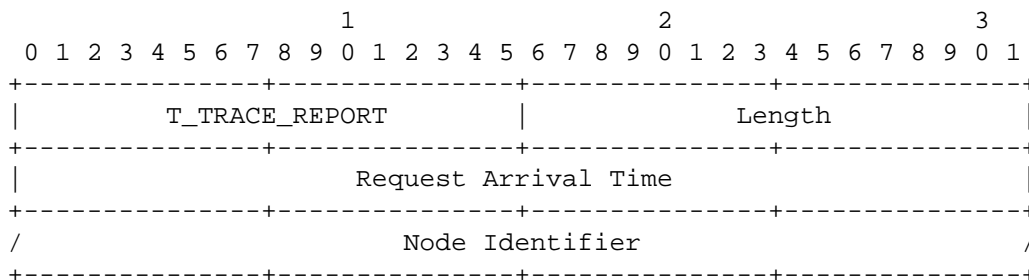 1                   2                   3
 0 1 2 3 4 5 6 7 8 9 0 1 2 3 4 5 6 7 8 9 0 1 2 3 4 5 6 7 8 9 0 1
+---------------+---------------+---------------+---------------+
|         T_TRACE_REPORT        |             Length            |
+---------------+---------------+---------------+---------------+
|                     Request Arrival Time                      |
+---------------+---------------+---------------+---------------+
/                        Node Identifier                        /
+---------------+---------------+---------------+---------------+